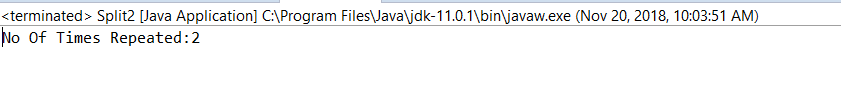 <terminated> Split2 [Java Application] C:\Program Files\Java\jdk-11.0.1\bin\javaw.exe (Nov 20, 2018, 10:03:51 AM)
No Of Times Repeated:2